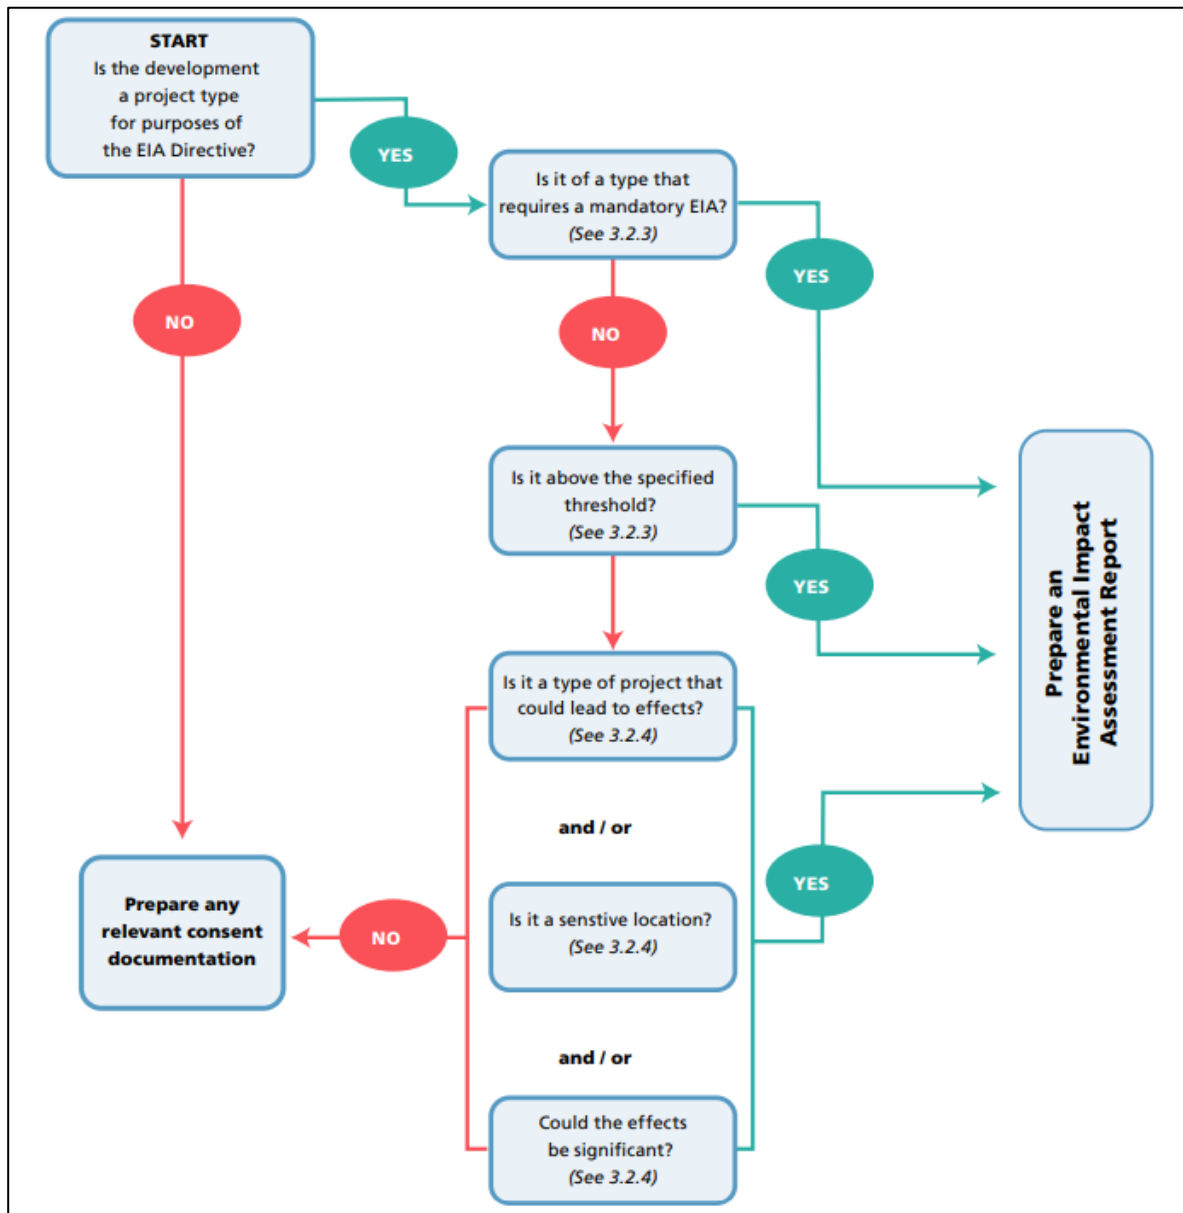 START
Is the development
a project type
for purposes of
the EIA Directive?
YES
Is it of a type that
requires a mandatory EIA?
(See 3.2.3)
YES
NO
NO
Is it above the specified
threshold?
(See 3.2.3)
YES
Prepare an
Environmental Impact
Assessment Report
Is it a type of project that
could lead to effects?
(See 3.2.4)
and / or
YES
Prepare any
relevant consent
documentation
NO
Is it a senstive location?
(See 3.2.4)
and / or
Could the effects
be significant?
(See 3.2.4)